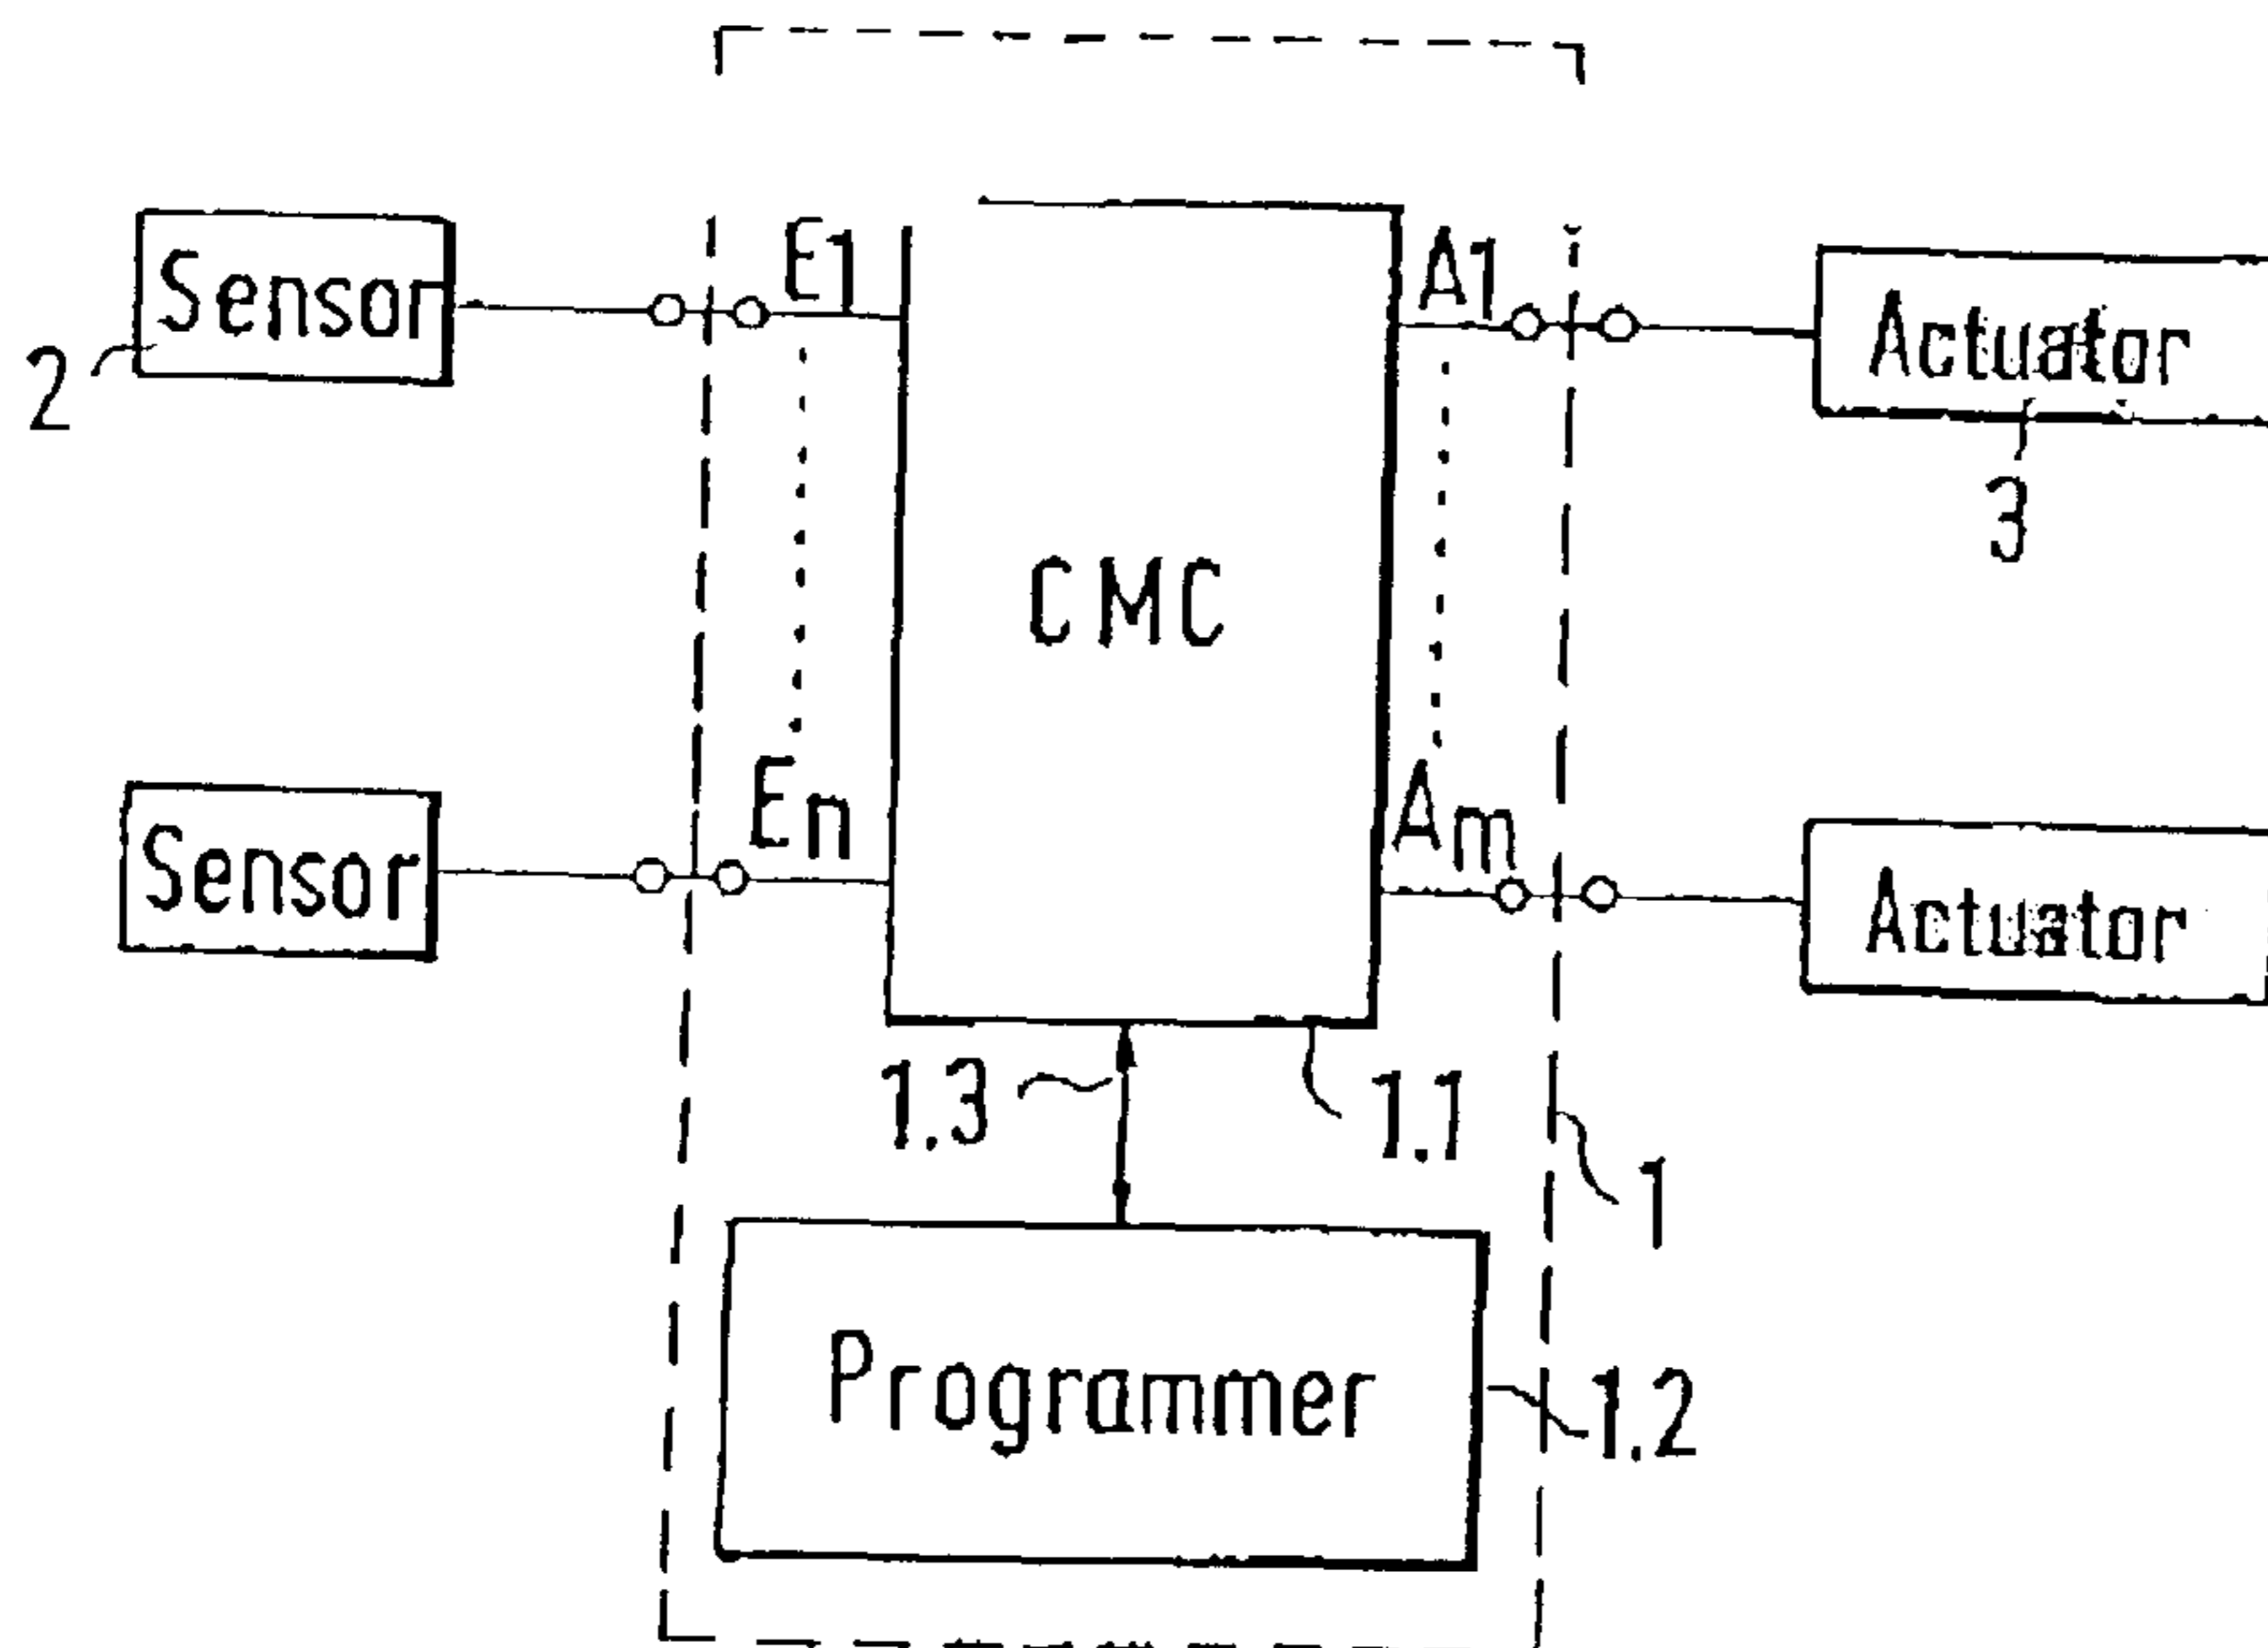 E1
A1
Sensor
Actuator
2
3
CMC
En
Am
Sensor
Actuator
1.3
1.1
1
Programmer
1.2